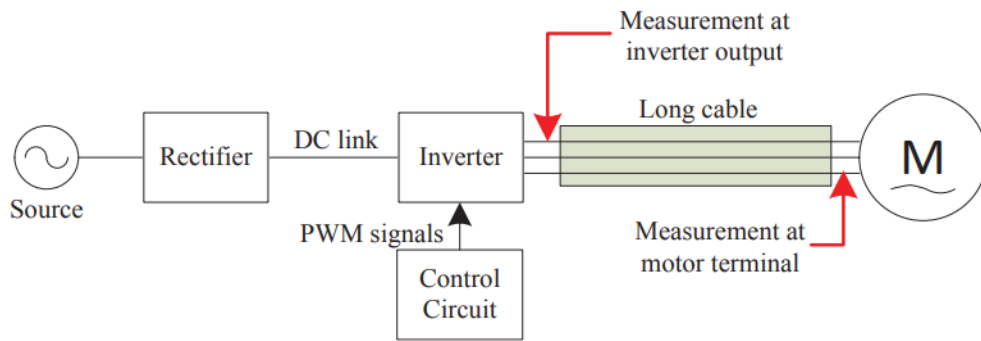 Measurement at
inverter output
Long cable
DC link
Rectifier
Inverter
M
Source
PWM signals
Measurement at
motor terminal
Control
Circuit